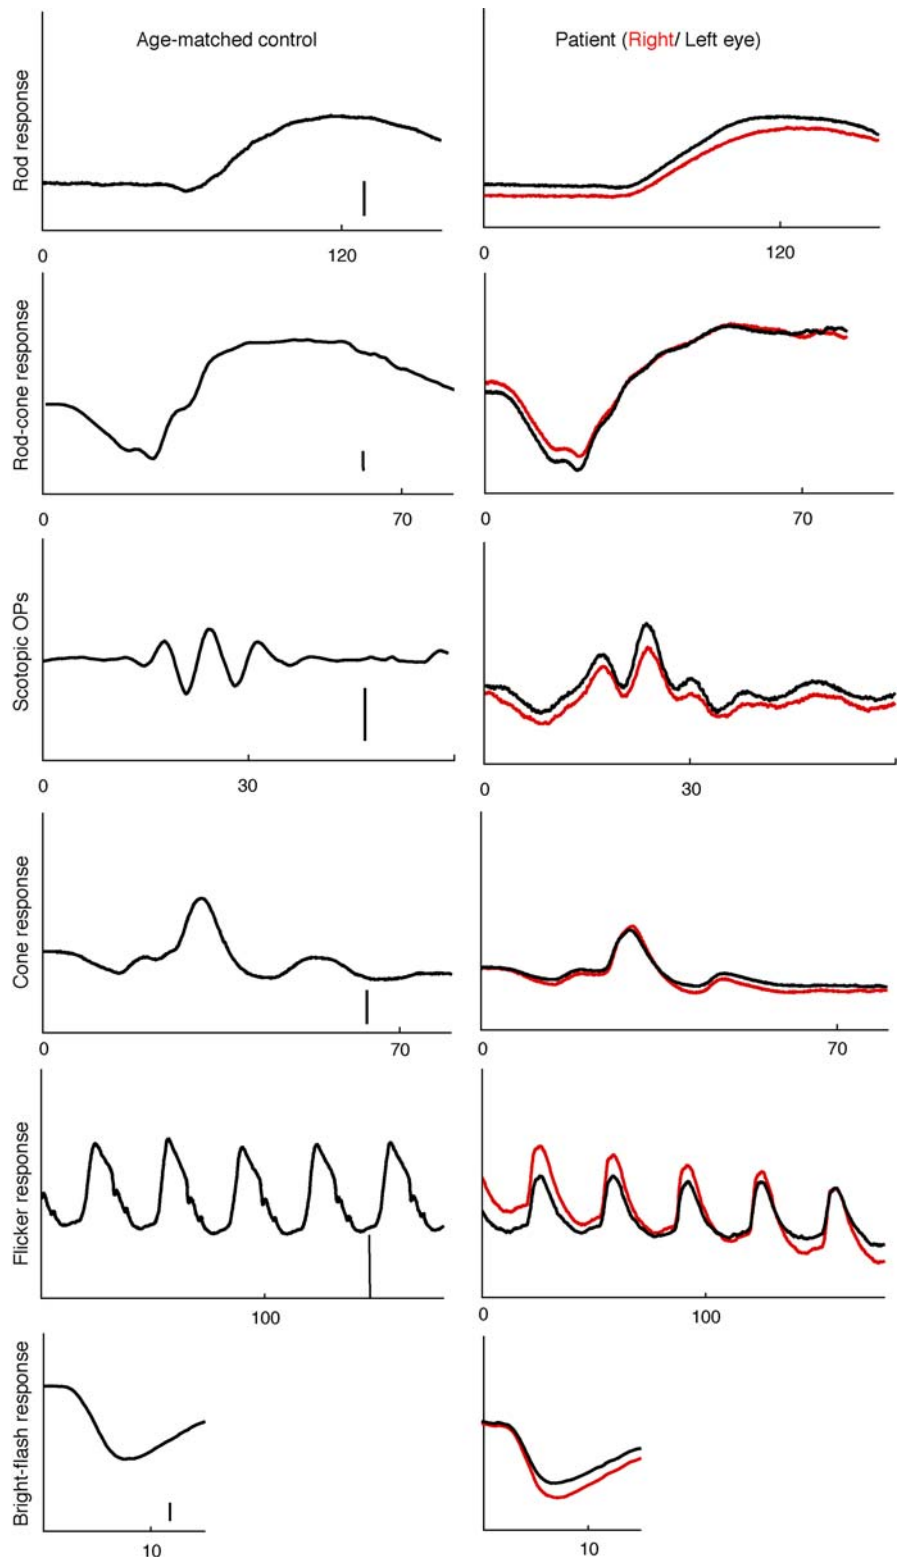 Age-matched control
Patient (Right/ Left eye)
Rod response
0
120
0
120
Rod-cone response
0
70
0
70
Scotopic OPs
0
30
0
30
Cone response
0
70
0
70
Flicker response
100
0
100
Bright-flash response
10
10